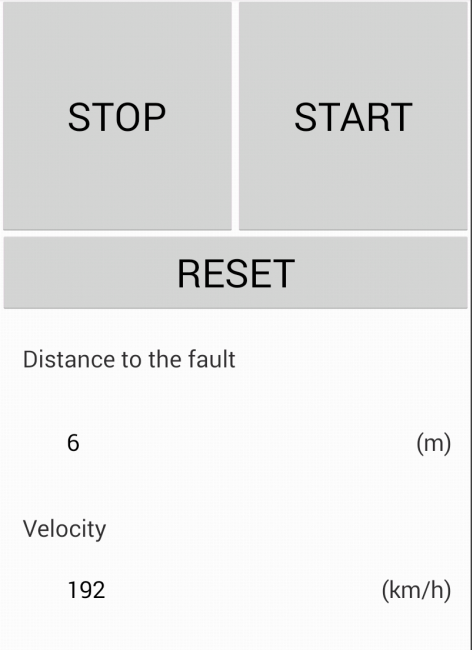 STOP START
RESET
Distance to the fault
6 (m)
Velocity
192 (km/h)